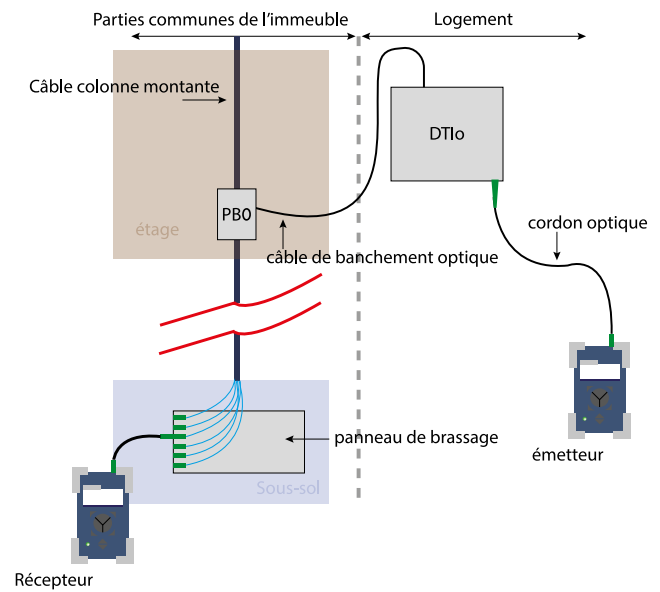 Parties communes de l'immeuble
Logement
Câble colonne montante
DTIo
PBO
étage
cordon optique
câble de banchement optique
panneau de brassage
émetteur
Sous-sol
Récepteur